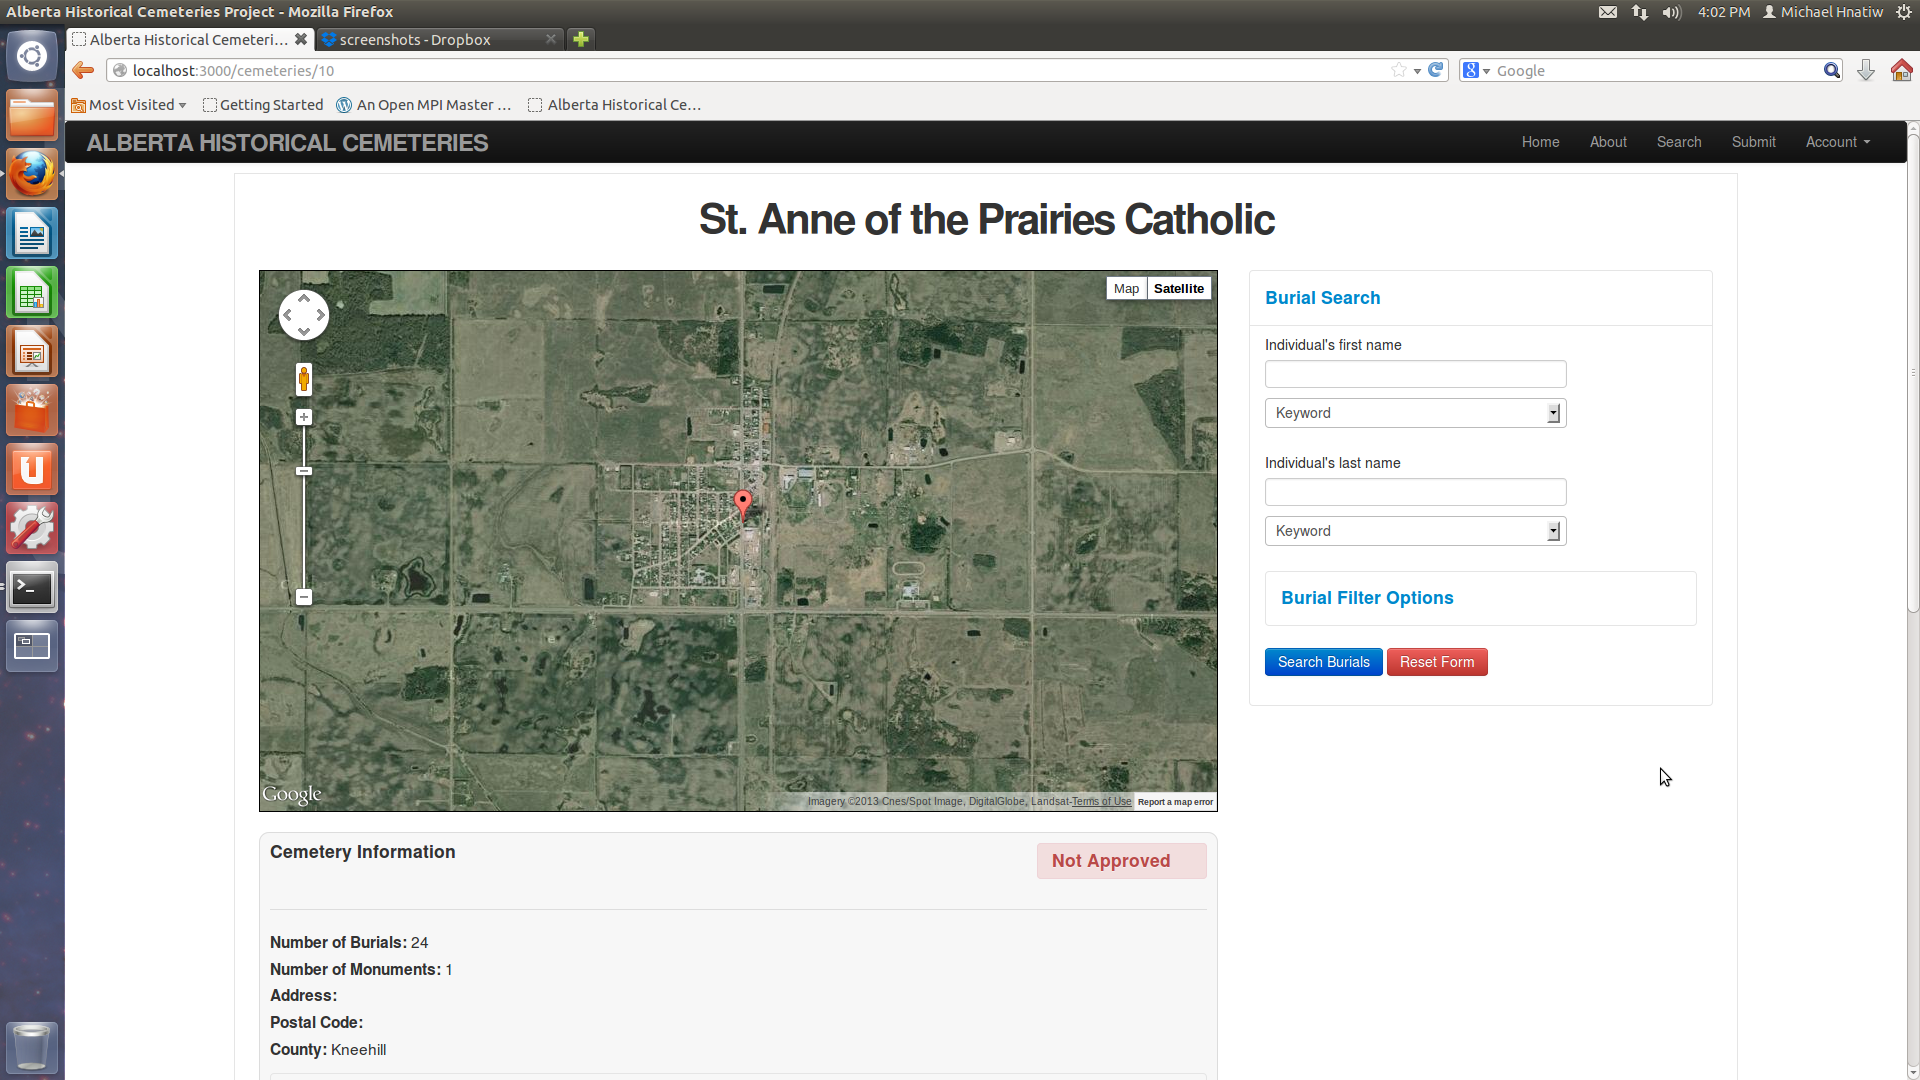 Alberta Historical Cemeteries Project - Mozilla Firefox
4:02 PM Michael Hnatiw
Alberta Historical Cemeteri... screenshots - Dropbox
localhost:3000/cemeteries/10 Google
Most Visited Getting Started An Open MPI Master ... Alberta Historical Ce...
ALBERTA HISTORICAL CEMETERIES Home About Search Submit Account
St. Anne of the Prairies Catholic
Map Satellite
Burial Search
Individual's first name
Keyword
Individual's last name
Keyword
Burial Filter Options
Search Burials Reset Form
Google Imagery ©2013 Cnes/Spot Image, DigitalGlobe, Landsat-Terms of Use Report a map error
Cemetery Information
Not Approved
Number of Burials: 24
Number of Monuments: 1
Address:
Postal Code:
County: Kneehill